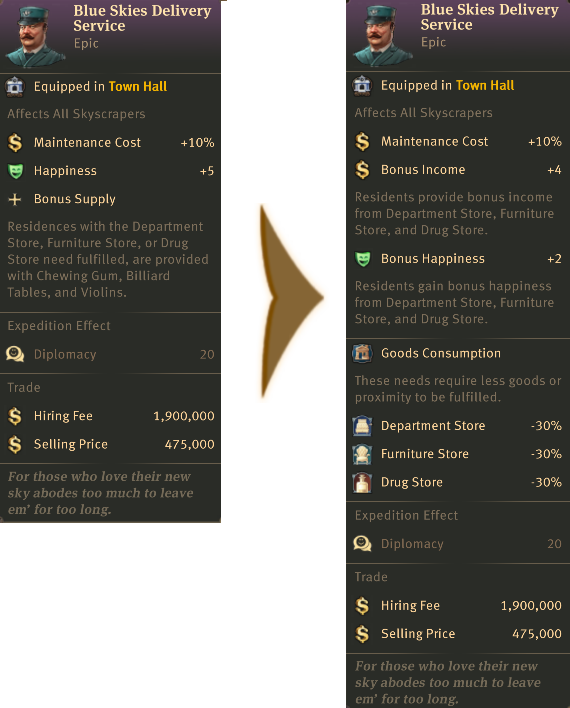 Blue Skies Delivery
Service
Epic
Equipped in Town Hall
Affects All Skyscrapers
Maintenance Cost +10%
Happiness +5
Bonus Supply
Residences with the Department
Store, Furniture Store, or Drug
Store need fulfilled, are provided
with Chewing Gum, Billiard
Tables, and Violins.
Expedition Effect
Diplomacy 20
Trade
Hiring Fee 1,900,000
Selling Price 475,000
For those who love their new
sky abodes too much to leave
em' for too long.
Blue Skies Delivery
Service
Epic
Equipped in Town Hall
Affects All Skyscrapers
Maintenance Cost +10%
Bonus Income +4
Residents provide bonus income
from Department Store, Furniture
Store, and Drug Store.
Bonus Happiness +2
Residents gain bonus happiness
from Department Store, Furniture
Store, and Drug Store.
Goods Consumption
These needs require less goods or
proximity to be fulfilled.
Department Store -30%
Furniture Store -30%
Drug Store -30%
Expedition Effect
Diplomacy 20
Trade
Hiring Fee 1,900,000
Selling Price 475,000
For those who love their new
sky abodes too much to leave
em' for too long.